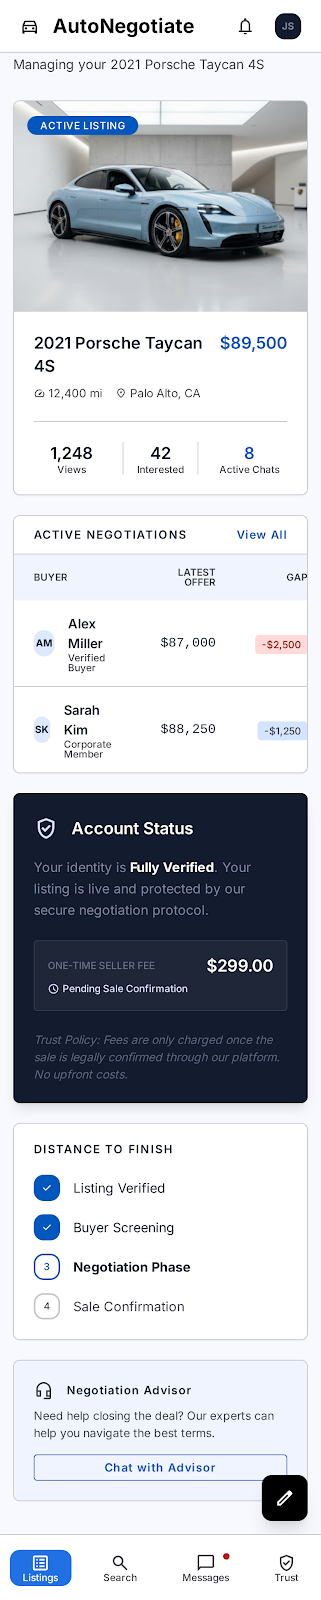 AutoNegotiate
JS
Managing your 2021 Porsche Taycan 4S
ACTIVE LISTING
2021 Porsche Taycan $89,500
4S
12,400 mi Palo Alto, CA
1,248 42 8
Views Interested Active Chats
ACTIVE NEGOTIATIONS View All
BUYER LATEST OFFER GAP
AM Alex Miller Verified Buyer $87,000 -$2,500
SK Sarah Kim Corporate Member $88,250 -$1,250
Account Status
Your identity is Fully Verified. Your
listing is live and protected by our
secure negotiation protocol.
ONE-TIME SELLER FEE $299.00
Pending Sale Confirmation
Trust Policy: Fees are only charged once the
sale is legally confirmed through our platform.
No upfront costs.
DISTANCE TO FINISH
Listing Verified
Buyer Screening
3 Negotiation Phase
4 Sale Confirmation
Negotiation Advisor
Need help closing the deal? Our experts can
help you navigate the best terms.
Chat with Advisor
Listings Search Messages Trust